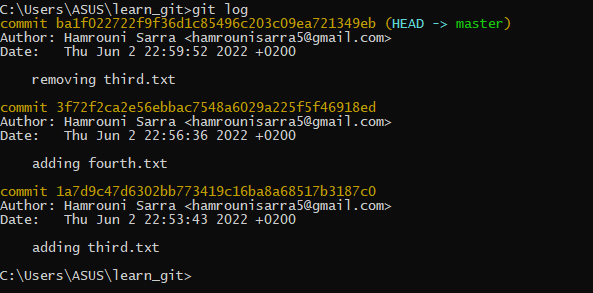 C:\Users\ASUS\learn_git>git log
commit ba1f022722f9f36d1c85496c203c09ea721349eb (HEAD -> master)
Author: Hamrouni Sarra <hamrounisarra5@gmail.com>
Date:   Thu Jun 2 22:59:52 2022 +0200
removing third.txt
commit 3f72f2ca2e56ebbac7548a6029a225f5f46918ed
Author: Hamrouni Sarra <hamrounisarra5@gmail.com>
Date:   Thu Jun 2 22:56:36 2022 +0200
adding fourth.txt
commit 1a7d9c47d6302bb773419c16ba8a68517b3187c0
Author: Hamrouni Sarra <hamrounisarra5@gmail.com>
Date:   Thu Jun 2 22:53:43 2022 +0200
adding third.txt
C:\Users\ASUS\learn_git>